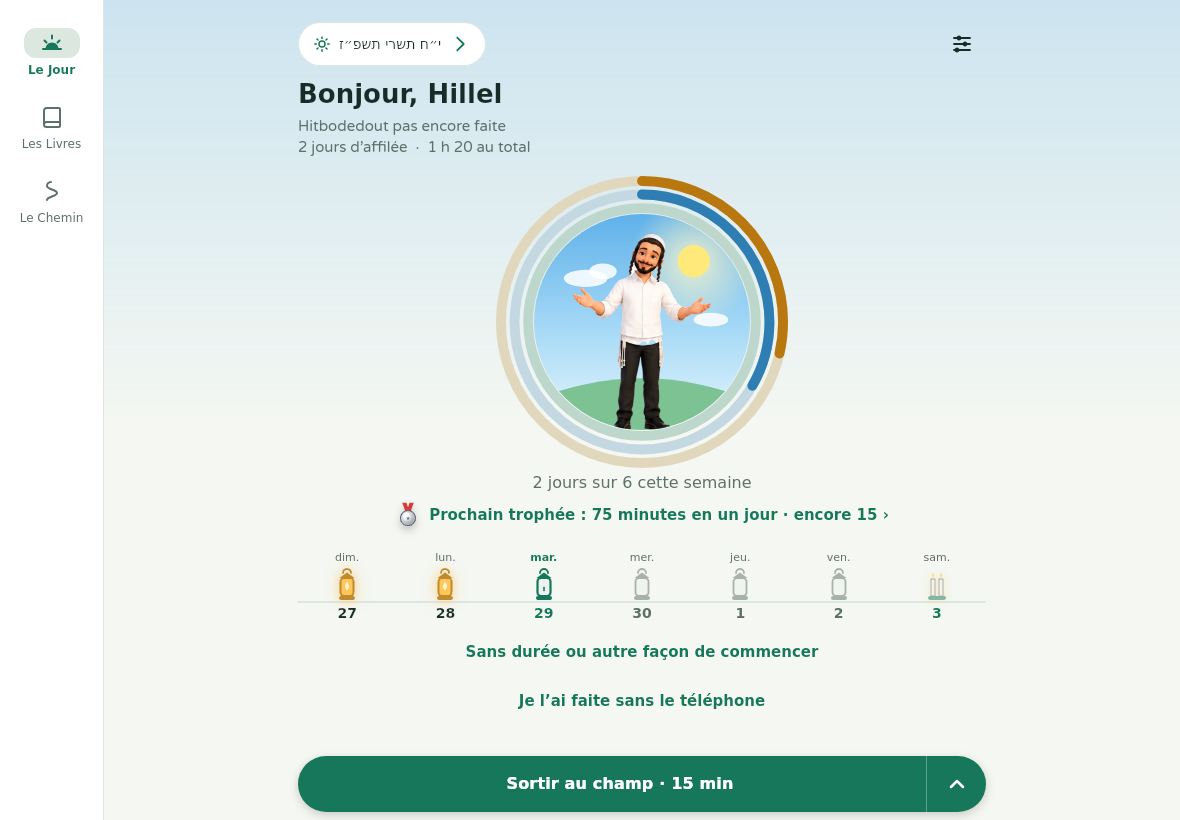 Le Jour
Les Livres
Le Chemin
י״ח תשרי תשפ״ז
Bonjour, Hillel
Hitbodedout pas encore faite
2 jours d’affilée · 1 h 20 au total
2 jours sur 6 cette semaine
Prochain trophée : 75 minutes en un jour · encore 15 ›
dim. lun. mar. mer. jeu. ven. sam.
27 28 29 30 1 2 3
Sans durée ou autre façon de commencer
Je l’ai faite sans le téléphone
Sortir au champ · 15 min